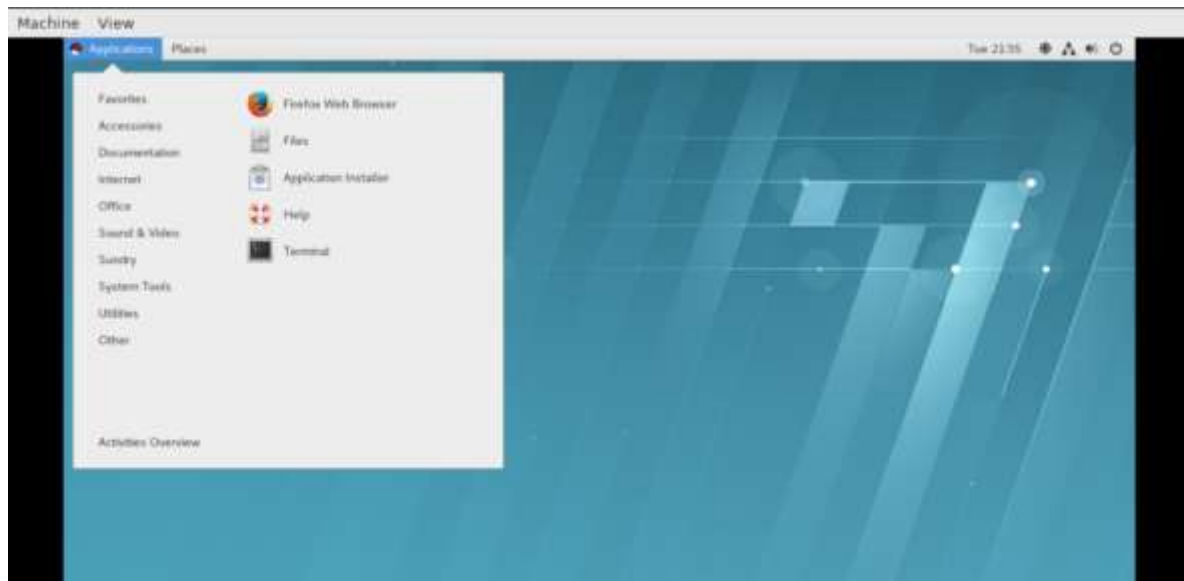 Machine View
Applications Places Tue 21:55
Favorites
Accessories
Documentation
Internet
Office
Sound & Video
Sundry
System Tools
Utilities
Other
Activities Overview
Firefox Web Browser
Files
Application Installer
Help
Terminal